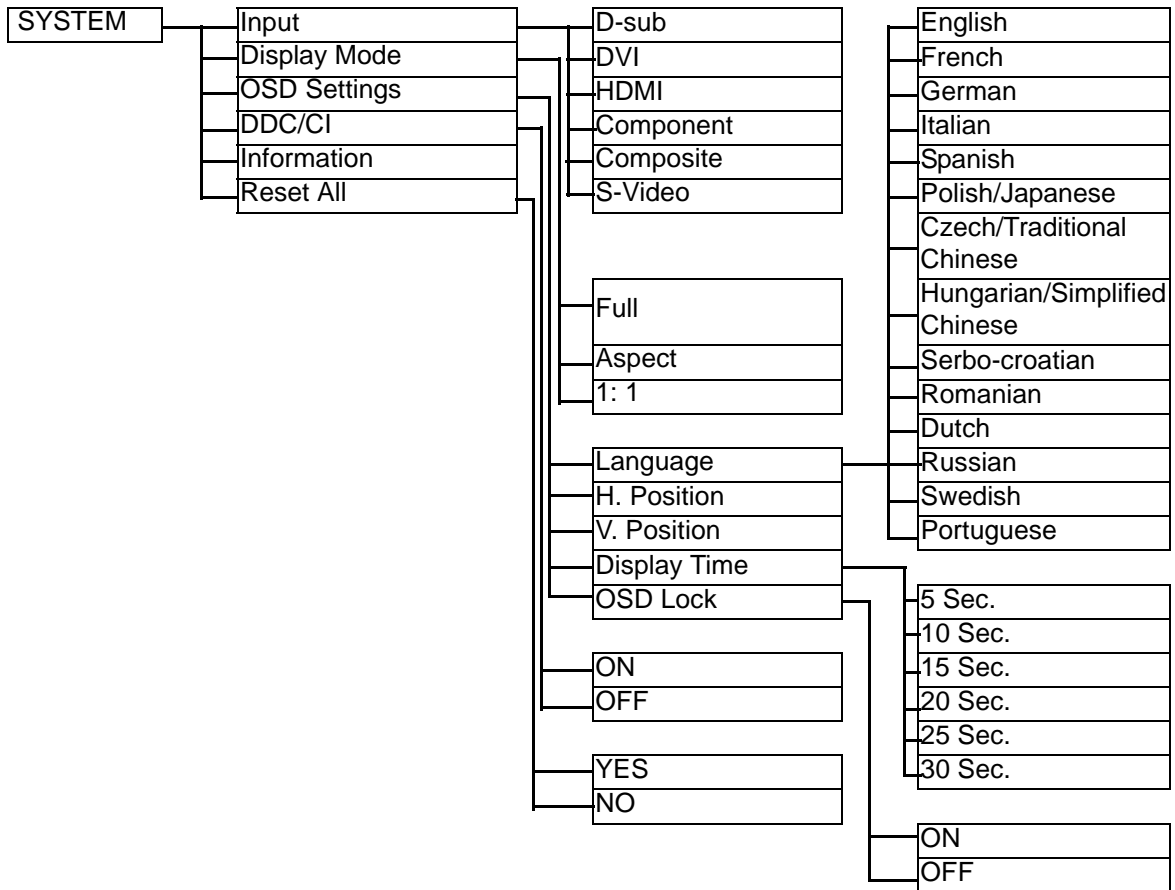 SYSTEM
Input
Display Mode
OSD Settings
DDC/CI
Information
Reset All
D-sub
DVI
HDMI
Component
Composite
S-Video
Full
Aspect
1: 1
Language
H. Position
V. Position
Display Time
OSD Lock
ON
OFF
YES
NO
English
French
German
Italian
Spanish
Polish/Japanese
Czech/Traditional
Chinese
Hungarian/Simplified
Chinese
Serbo-croatian
Romanian
Dutch
Russian
Swedish
Portuguese
5 Sec.
10 Sec.
15 Sec.
20 Sec.
25 Sec.
30 Sec.
ON
OFF